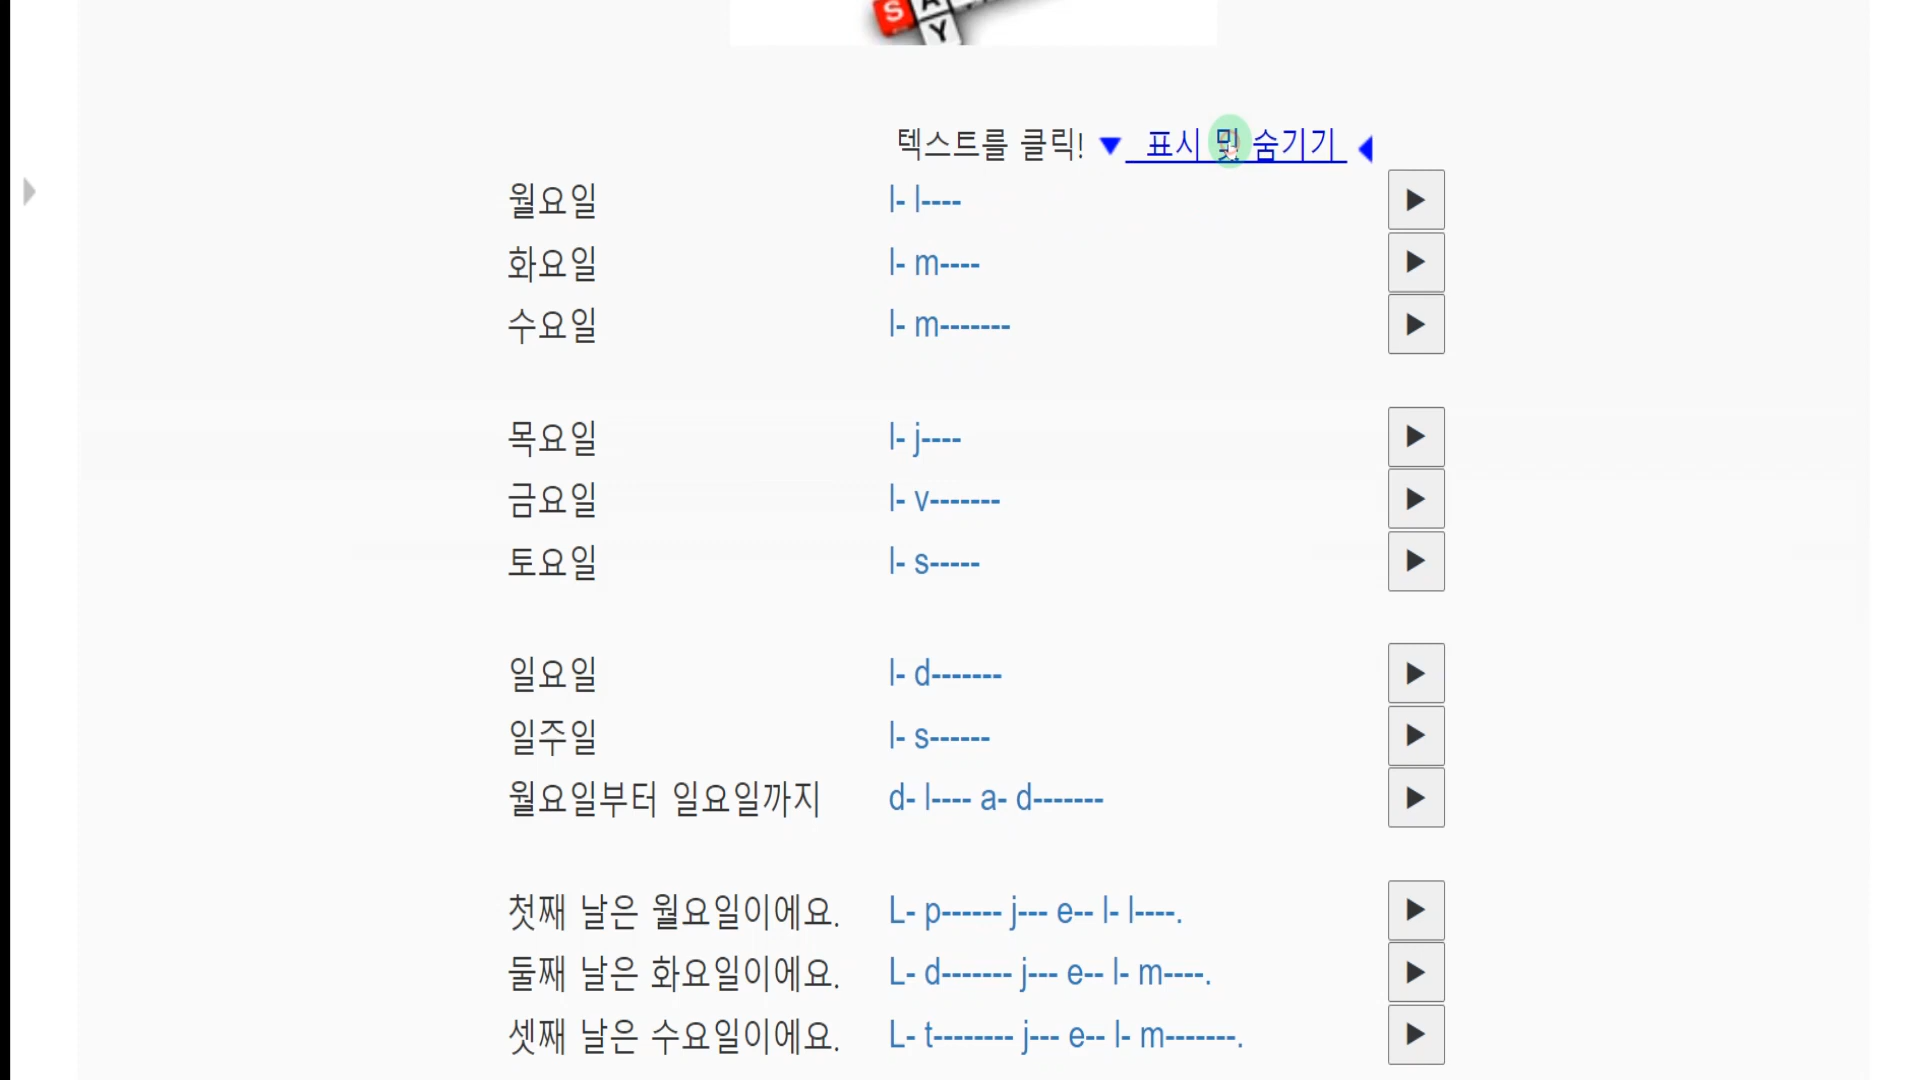 S A
Y
텍스트를 클릭! ▼ 표시 및 숨기기 ◀
월요일 l- l---- ▶
화요일 l- m---- ▶
수요일 l- m------- ▶
목요일 l- j---- ▶
금요일 l- v------- ▶
토요일 l- s----- ▶
일요일 l- d------- ▶
일주일 l- s------ ▶
월요일부터 일요일까지 d- l---- a- d------- ▶
첫째 날은 월요일이에요. L- p------ j--- e-- l- l----. ▶
둘째 날은 화요일이에요. L- d------- j--- e-- l- m----. ▶
셋째 날은 수요일이에요. L- t-------- j--- e-- l- m-------. ▶